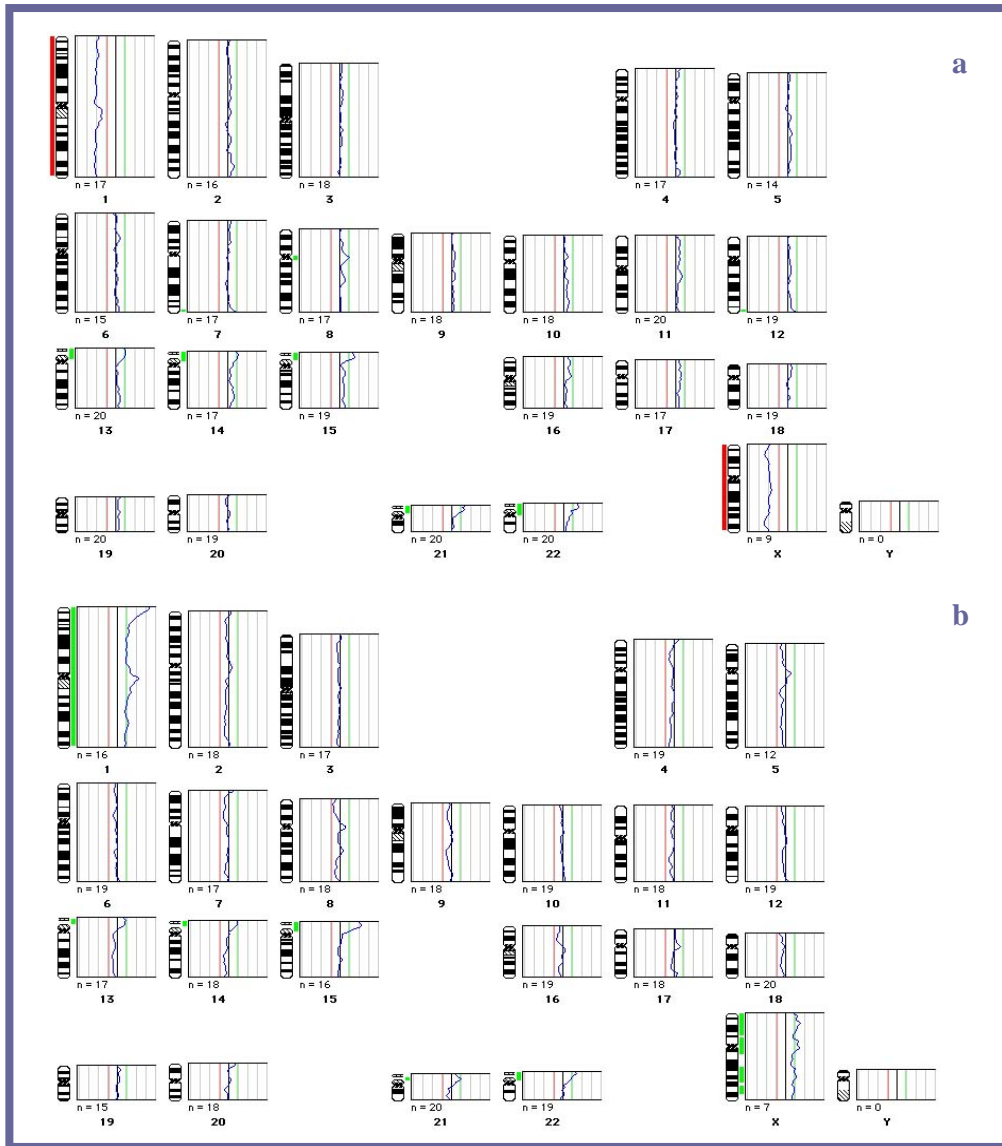 a
n = 17 n = 16 n = 18 n = 17 n = 14
1 2 3 4 5
n = 15 n = 17 n = 17 n = 18 n = 18 n = 20 n = 19
6 7 8 9 10 11 12
n = 20 n = 17 n = 19 n = 19 n = 17 n = 19
13 14 15 16 17 18
n = 20 n = 19 n = 20 n = 20 n = 9 n = 0
19 20 21 22 X Y
b
n = 16 n = 18 n = 17 n = 19 n = 12
1 2 3 4 5
n = 19 n = 17 n = 18 n = 18 n = 19 n = 18 n = 19
6 7 8 9 10 11 12
n = 17 n = 18 n = 16 n = 19 n = 18 n = 20
13 14 15 16 17 18
n = 15 n = 18 n = 20 n = 19 n = 7 n = 0
19 20 21 22 X Y